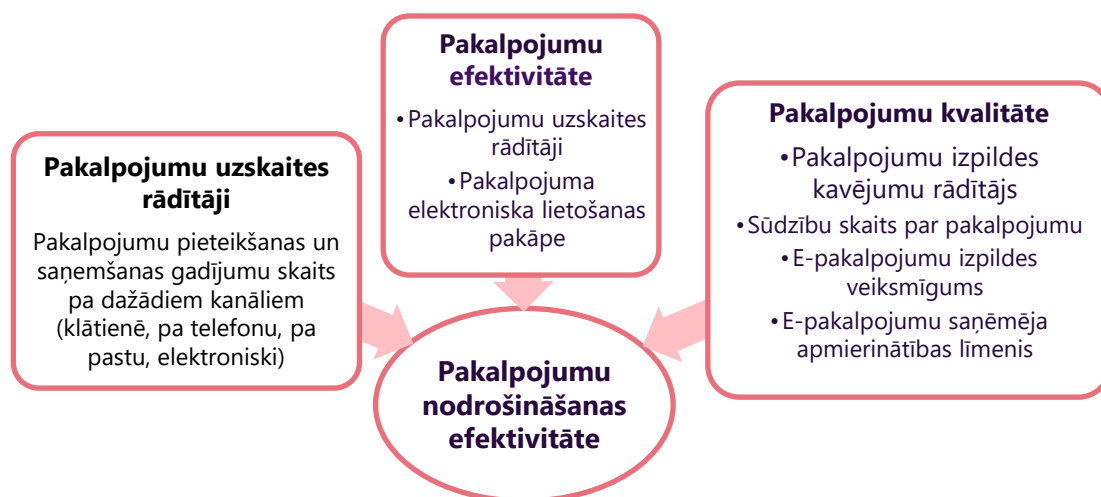 Pakalpojumu uzskaites
rādītāji
Pakalpojumu pieteikšanas un
saņemšanas gadījumu skaits
pa dažādiem kanāliem
(klātienē, pa telefonu, pa
pastu, elektroniski)
Pakalpojumu
efektivitāte
•Pakalpojumu uzskaites
rādītāji
•Pakalpojuma
elektroniska lietošanas
pakāpe
Pakalpojumu kvalitāte
•Pakalpojumu izpildes
kavējumu rādītājs
•Sūdzību skaits par pakalpojumu
•E-pakalpojumu izpildes
veiksmīgums
•E-pakalpojumu saņēmēja
apmierinātības līmenis
Pakalpojumu
nodrošināšanas
efektivitāte